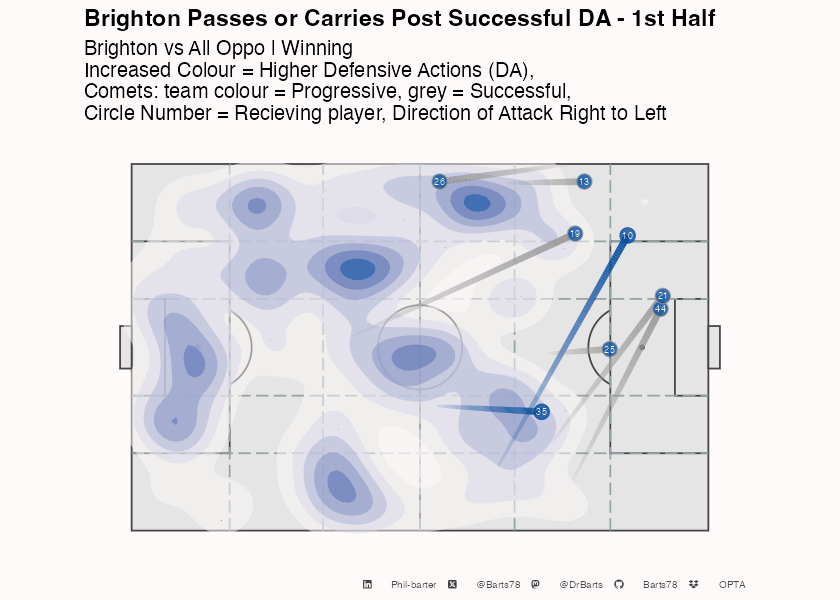 Brighton Passes or Carries Post Successful DA - 1st Half
Brighton vs All Oppo | Winning
Increased Colour = Higher Defensive Actions (DA),
Comets: team colour = Progressive, grey = Successful,
Circle Number = Recieving player, Direction of Attack Right to Left
26
13
19
10
21
44
25
35
Phil-barter @Barts78 @DrBarts Barts78 OPTA